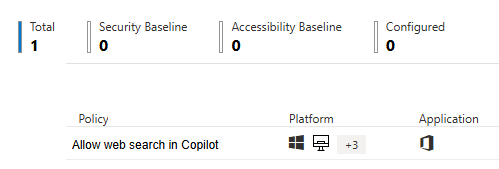 Total Security Baseline Accessibility Baseline Configured
1 0 0 0
Policy Platform Application
Allow web search in Copilot +3